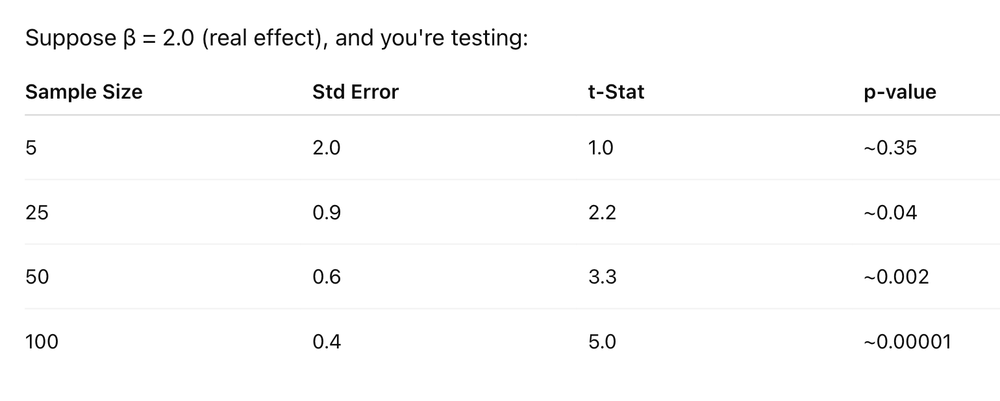 Suppose β = 2.0 (real effect), and you're testing:
Sample Size Std Error t-Stat p-value
5 2.0 1.0 ~0.35
25 0.9 2.2 ~0.04
50 0.6 3.3 ~0.002
100 0.4 5.0 ~0.00001